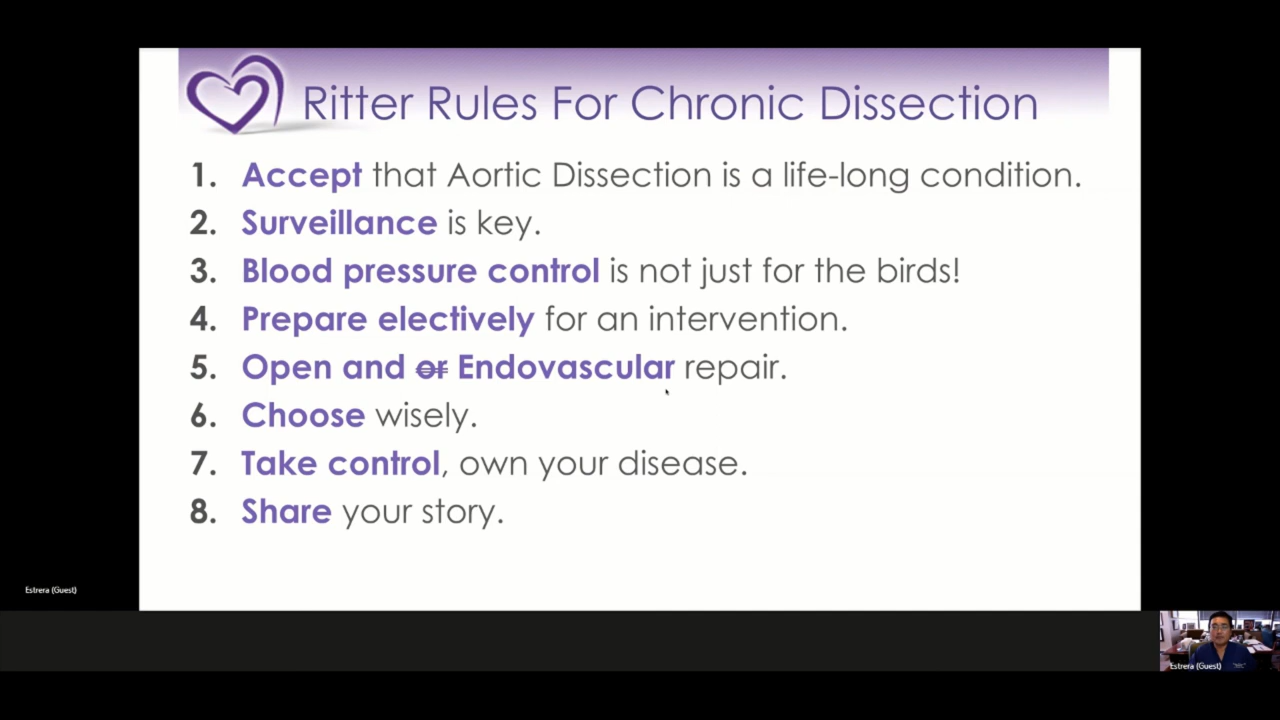 Ritter Rules For Chronic Dissection
1. Accept that Aortic Dissection is a life-long condition.
2. Surveillance is key.
3. Blood pressure control is not just for the birds!
4. Prepare electively for an intervention.
5. Open and or Endovascular repair.
6. Choose wisely.
7. Take control, own your disease.
8. Share your story.
Estrera (Guest)
Estrera (Guest)